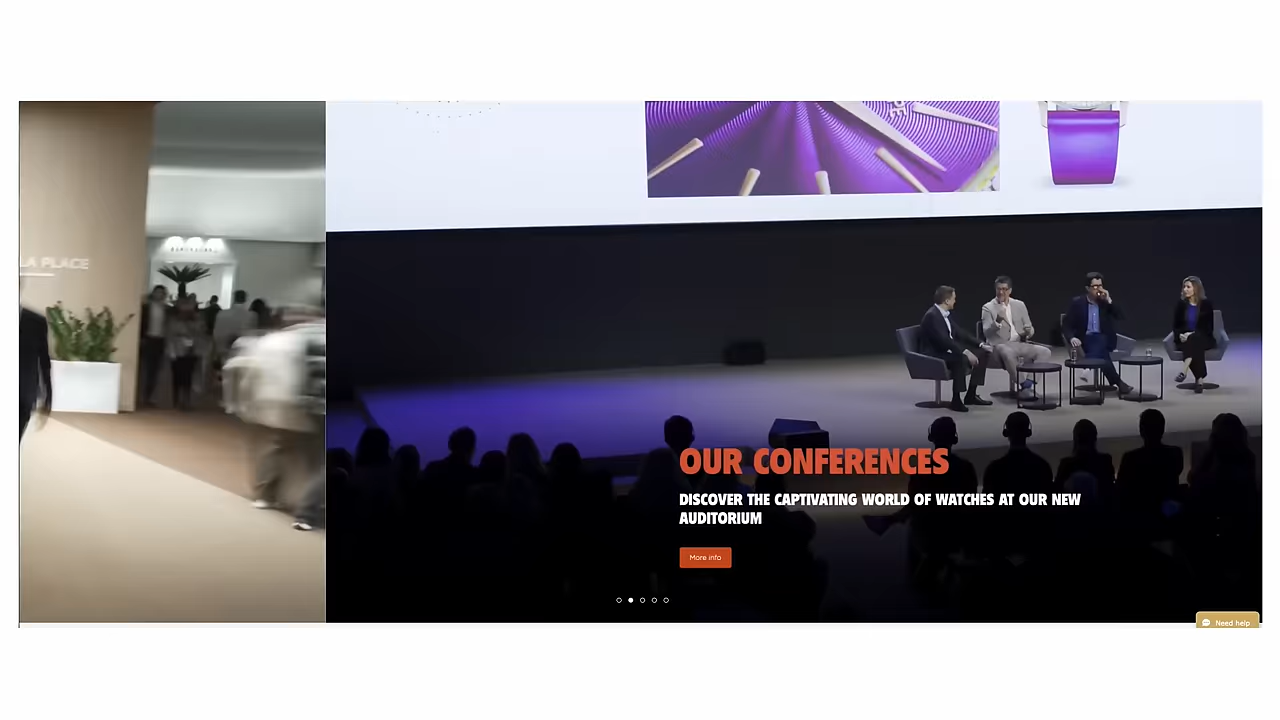 LA PLACE
OUR CONFERENCES
DISCOVER THE CAPTIVATING WORLD OF WATCHES AT OUR NEW
AUDITORIUM
More info
Need help